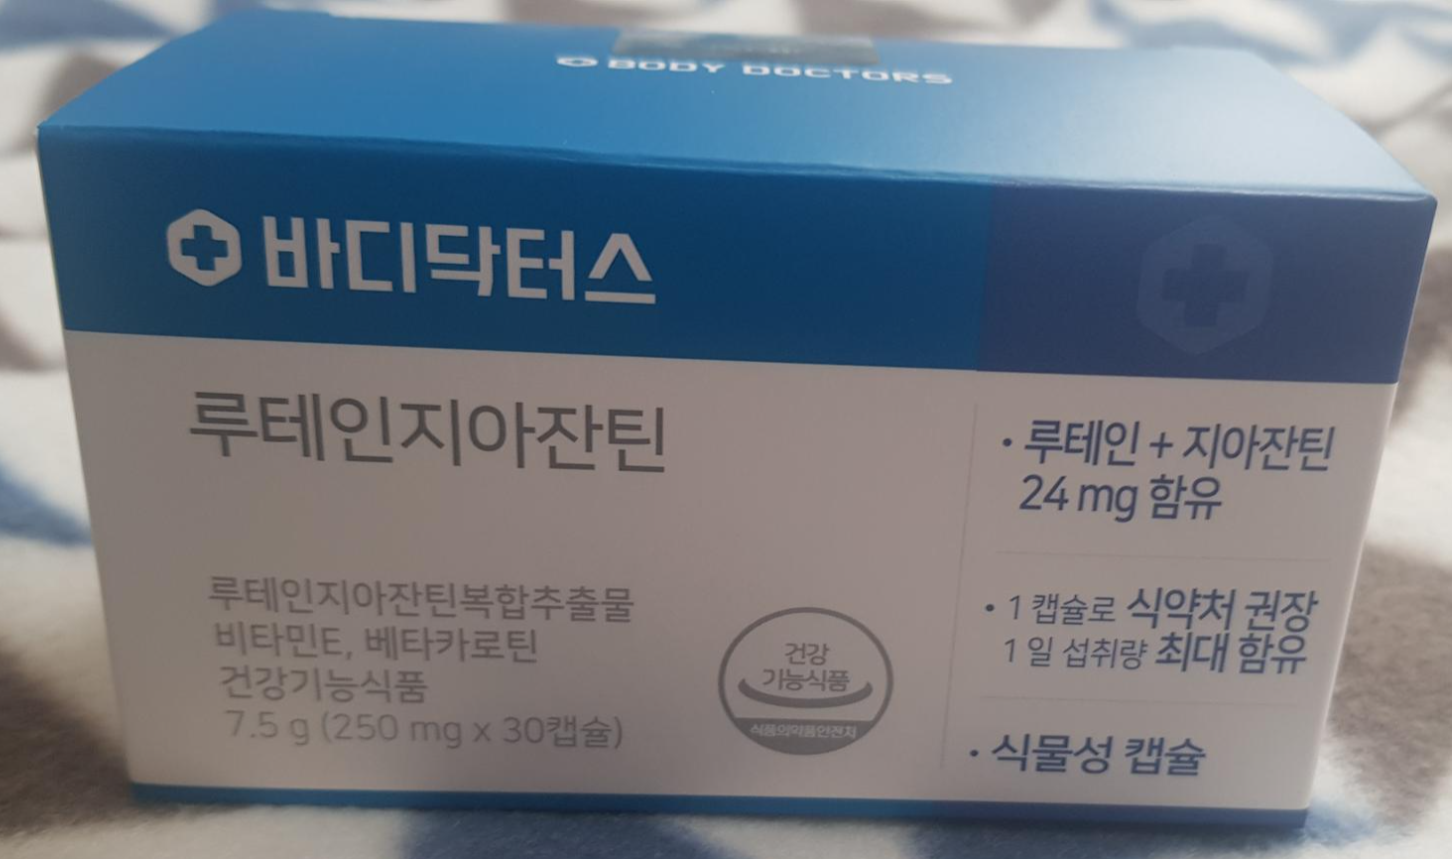 BODY DOCTORS
바디닥터스
루테인지아잔틴
루테인지아잔틴복합추출물
비타민E, 베타카로틴
건강기능식품
7.5 g (250 mg x 30캡슐)
건강
기능식품
식품의약품안전처
· 루테인 + 지아잔틴
24 mg 함유
· 1 캡슐로 식약처 권장
1일 섭취량 최대 함유
· 식물성 캡슐